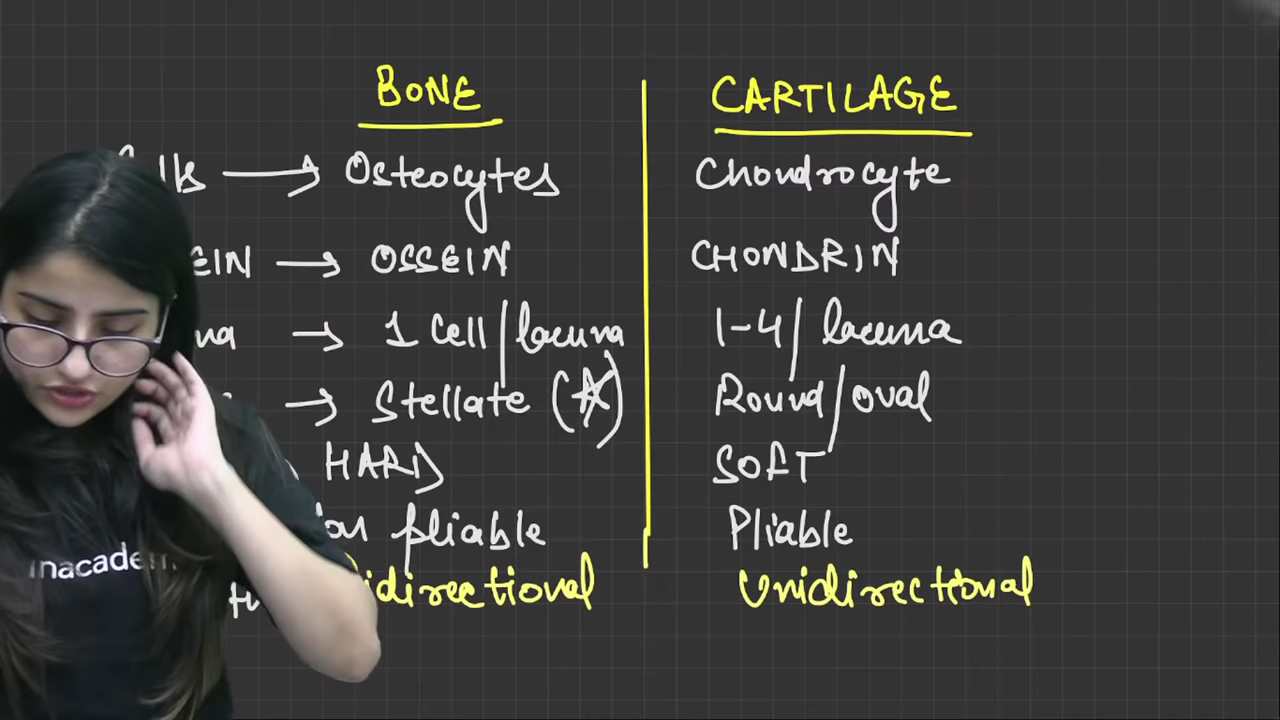 BONE
CARTILAGE
Osteocytes
Chondrocyte
OSSEIN
CHONDRIN
1 Cell/lacuna
1-4/ lacuna
Stellate (☆)
Round/oval
HARD
SOFT
pliable
Pliable
Unidirectional